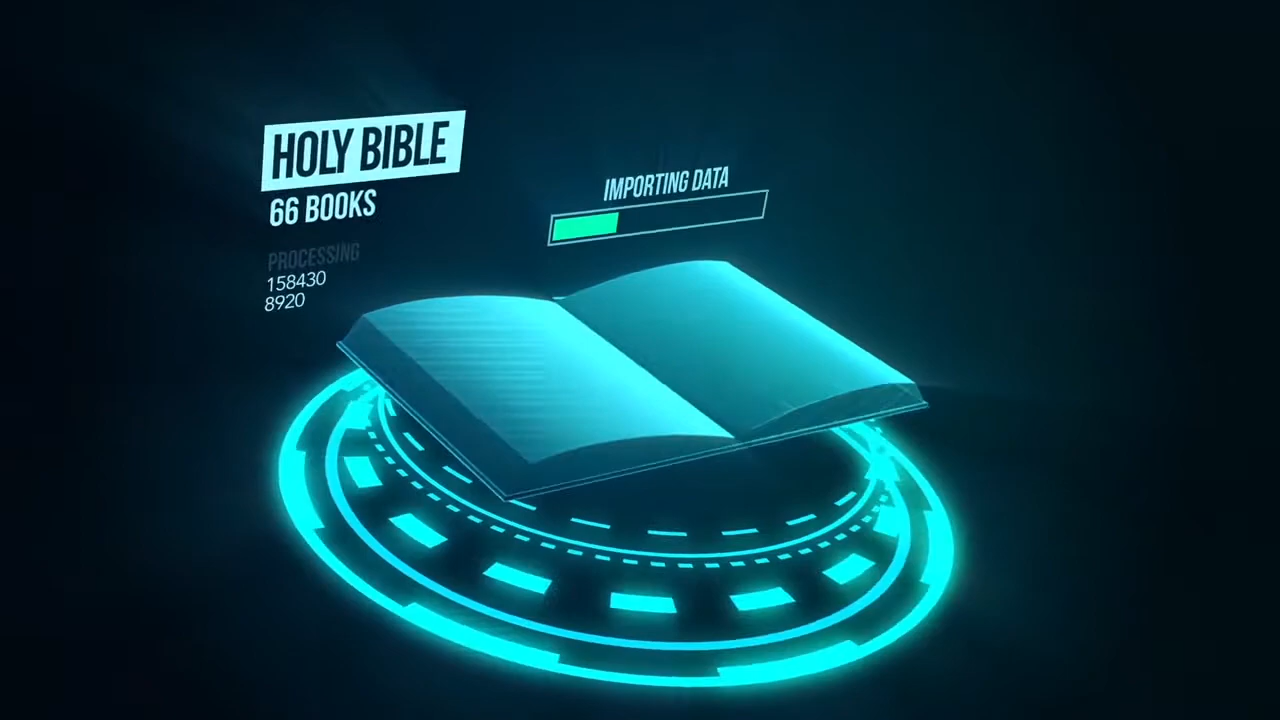 HOLY BIBLE
66 BOOKS
IMPORTING DATA
PROCESSING
158430
8920